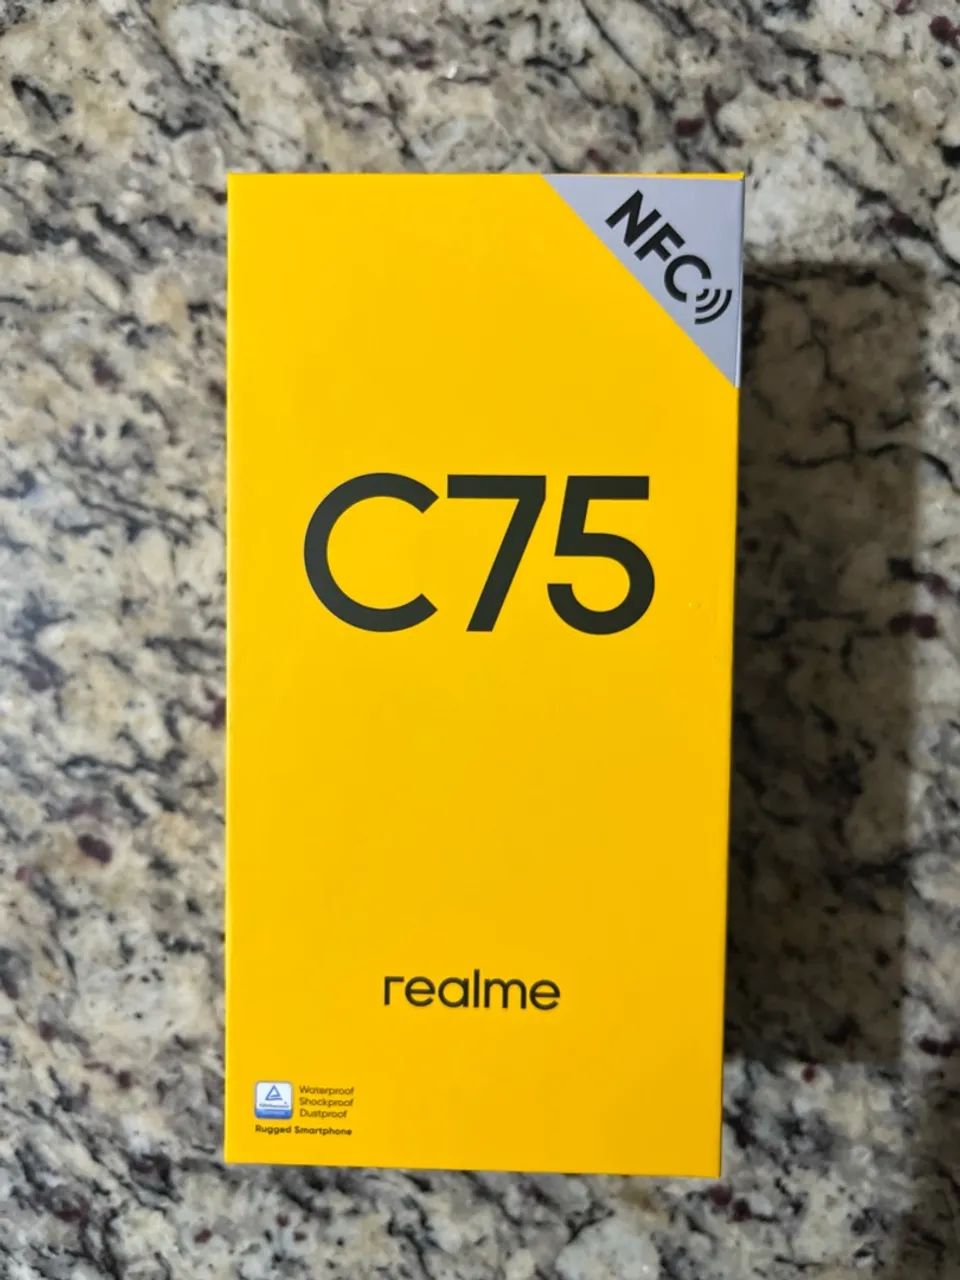 NFC
C75
realme
Waterproof
Shockproof
Dustproof
Rugged Smartphone